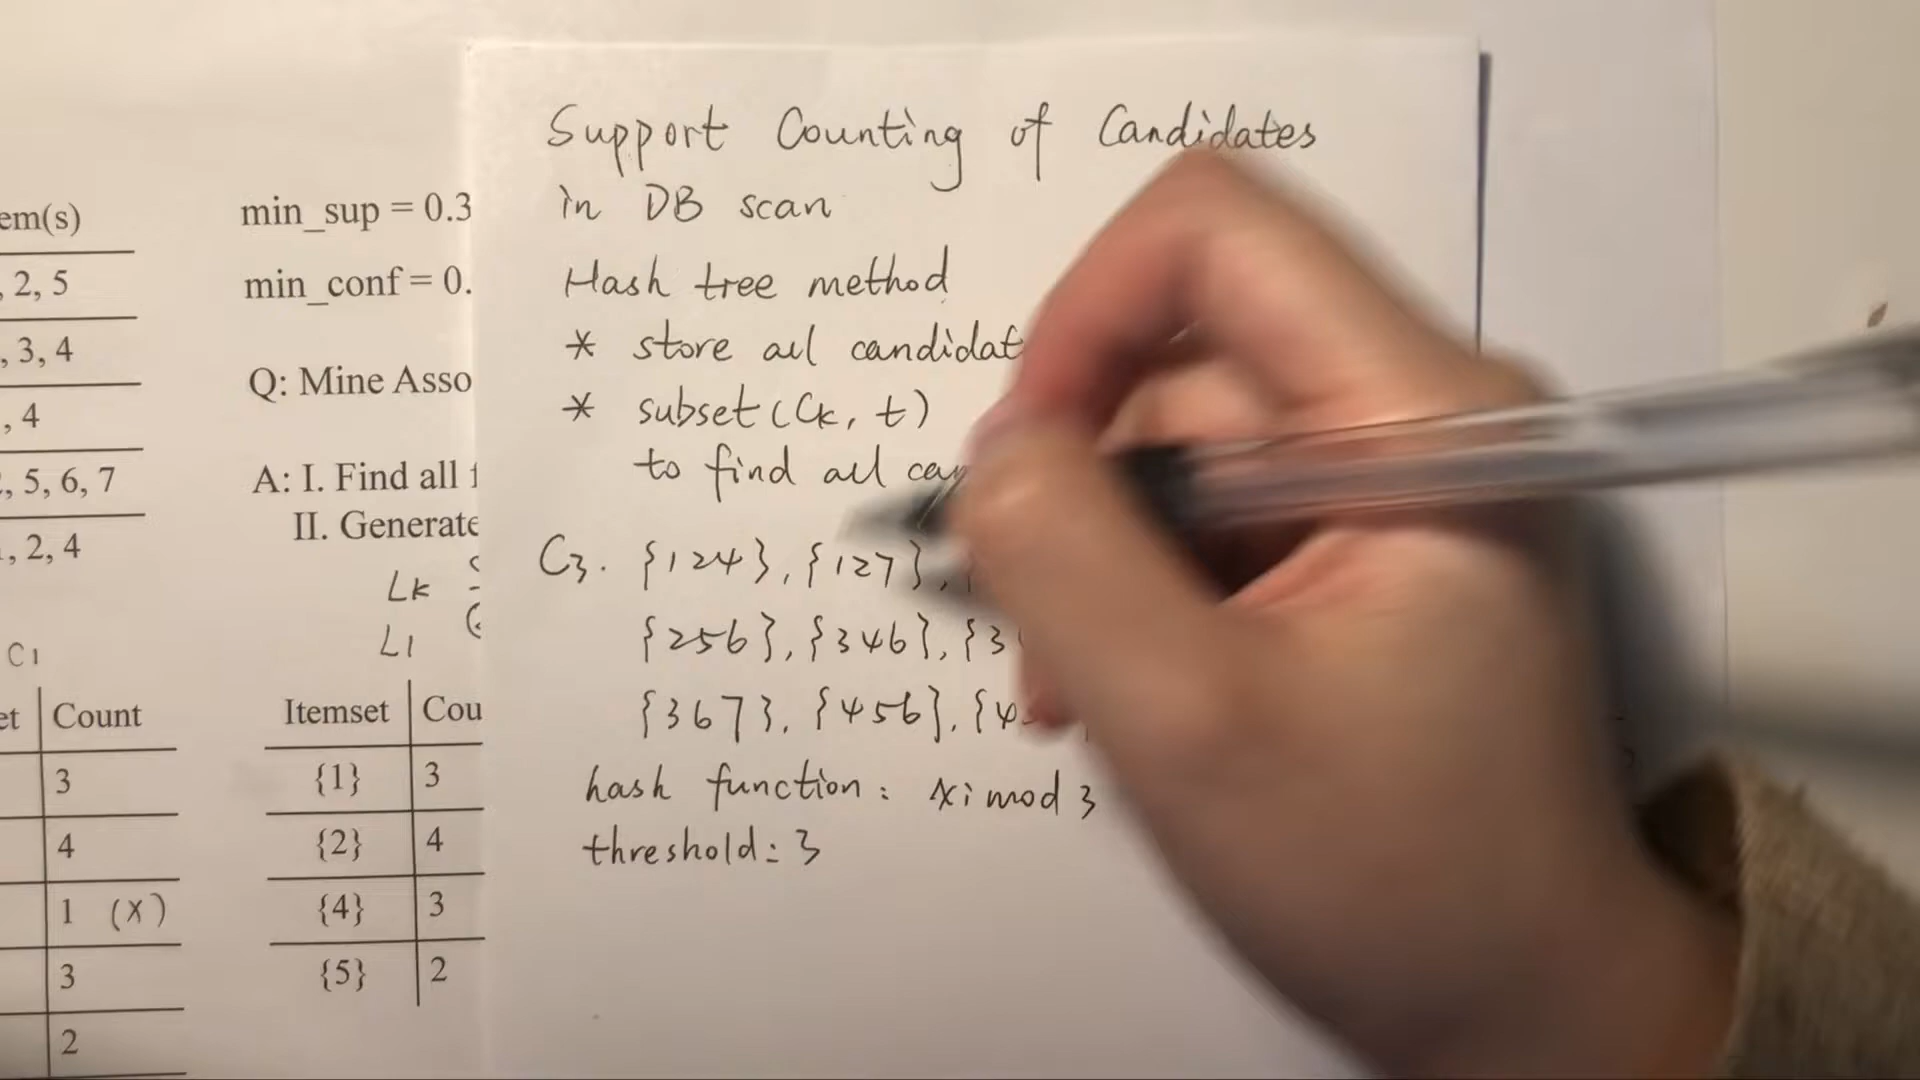 em(s)
, 2, 5
, 3, 4
, 4
, 5, 6, 7
, 2, 4
C1
Count
3
4
1 (X)
3
2
min_sup = 0.3
min_conf = 0.
Q: Mine Asso
A: I. Find all
II. Generate
Lk
L1
Itemset Cou
{1} 3
{2} 4
{4} 3
{5} 2
Support Counting of Candidates
in DB scan
Hash tree method
* store all candidat
* subset(Ck, t)
to find all can
C3. {124}, {127},
{256}, {346}, {3
{367}, {456}, {4
hash function: xi mod 3
threshold: 3